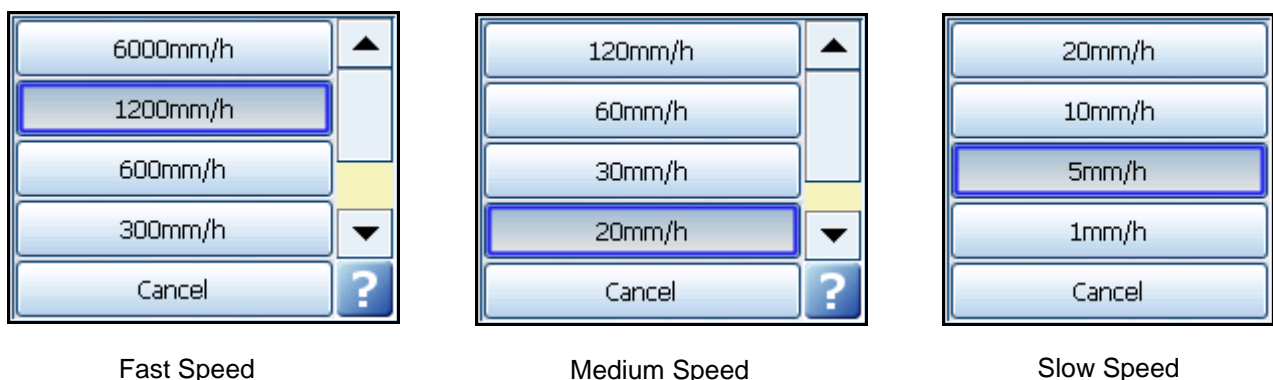 6000mm/h
1200mm/h
600mm/h
300mm/h
Cancel
?
Fast Speed
120mm/h
60mm/h
30mm/h
20mm/h
Cancel
?
Medium Speed
20mm/h
10mm/h
5mm/h
1mm/h
Cancel
Slow Speed